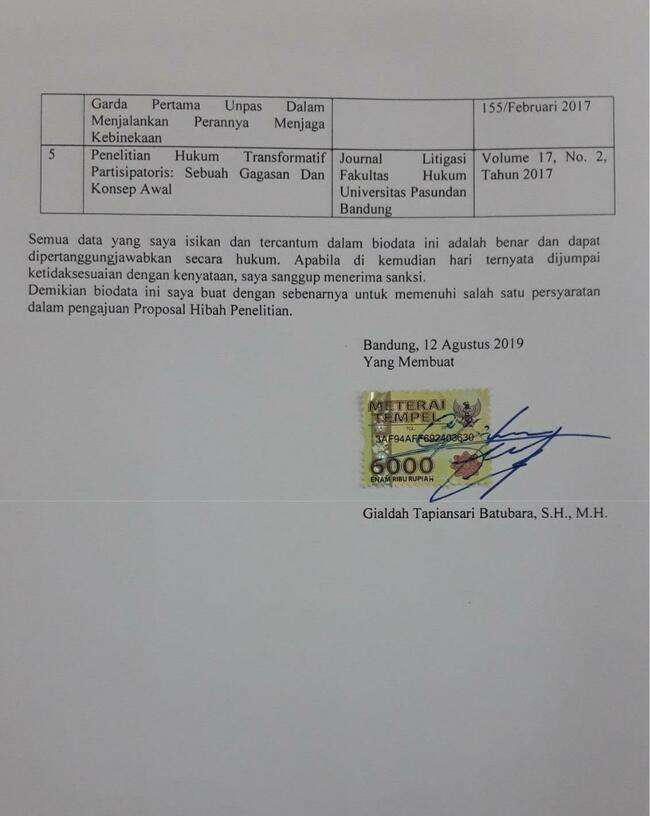 Garda Pertama Unpas Dalam
Menjalankan Perannya Menjaga
Kebinekaan
155/Februari 2017
5
Penelitian Hukum Transformatif
Partisipatoris: Sebuah Gagasan Dan
Konsep Awal
Journal Litigasi
Fakultas Hukum
Universitas Pasundan
Bandung
Volume 17, No. 2,
Tahun 2017
Semua data yang saya isikan dan tercantum dalam biodata ini adalah benar dan dapat
dipertanggungjawabkan secara hukum. Apabila di kemudian hari ternyata dijumpai
ketidaksesuaian dengan kenyataan, saya sanggup menerima sanksi.
Demikian biodata ini saya buat dengan sebenarnya untuk memenuhi salah satu persyaratan
dalam pengajuan Proposal Hibah Penelitian.
Bandung, 12 Agustus 2019
Yang Membuat
METERAI
TEMPEL
6000
ENAM RIBU RUPIAH
Gialdah Tapiansari Batubara, S.H., M.H.